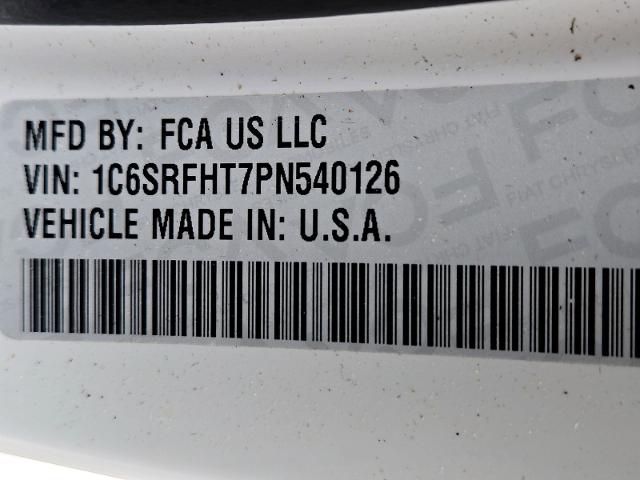 MFD BY: FCA US LLC
VIN: 1C6SRFHT7PN540126
VEHICLE MADE IN: U.S.A.